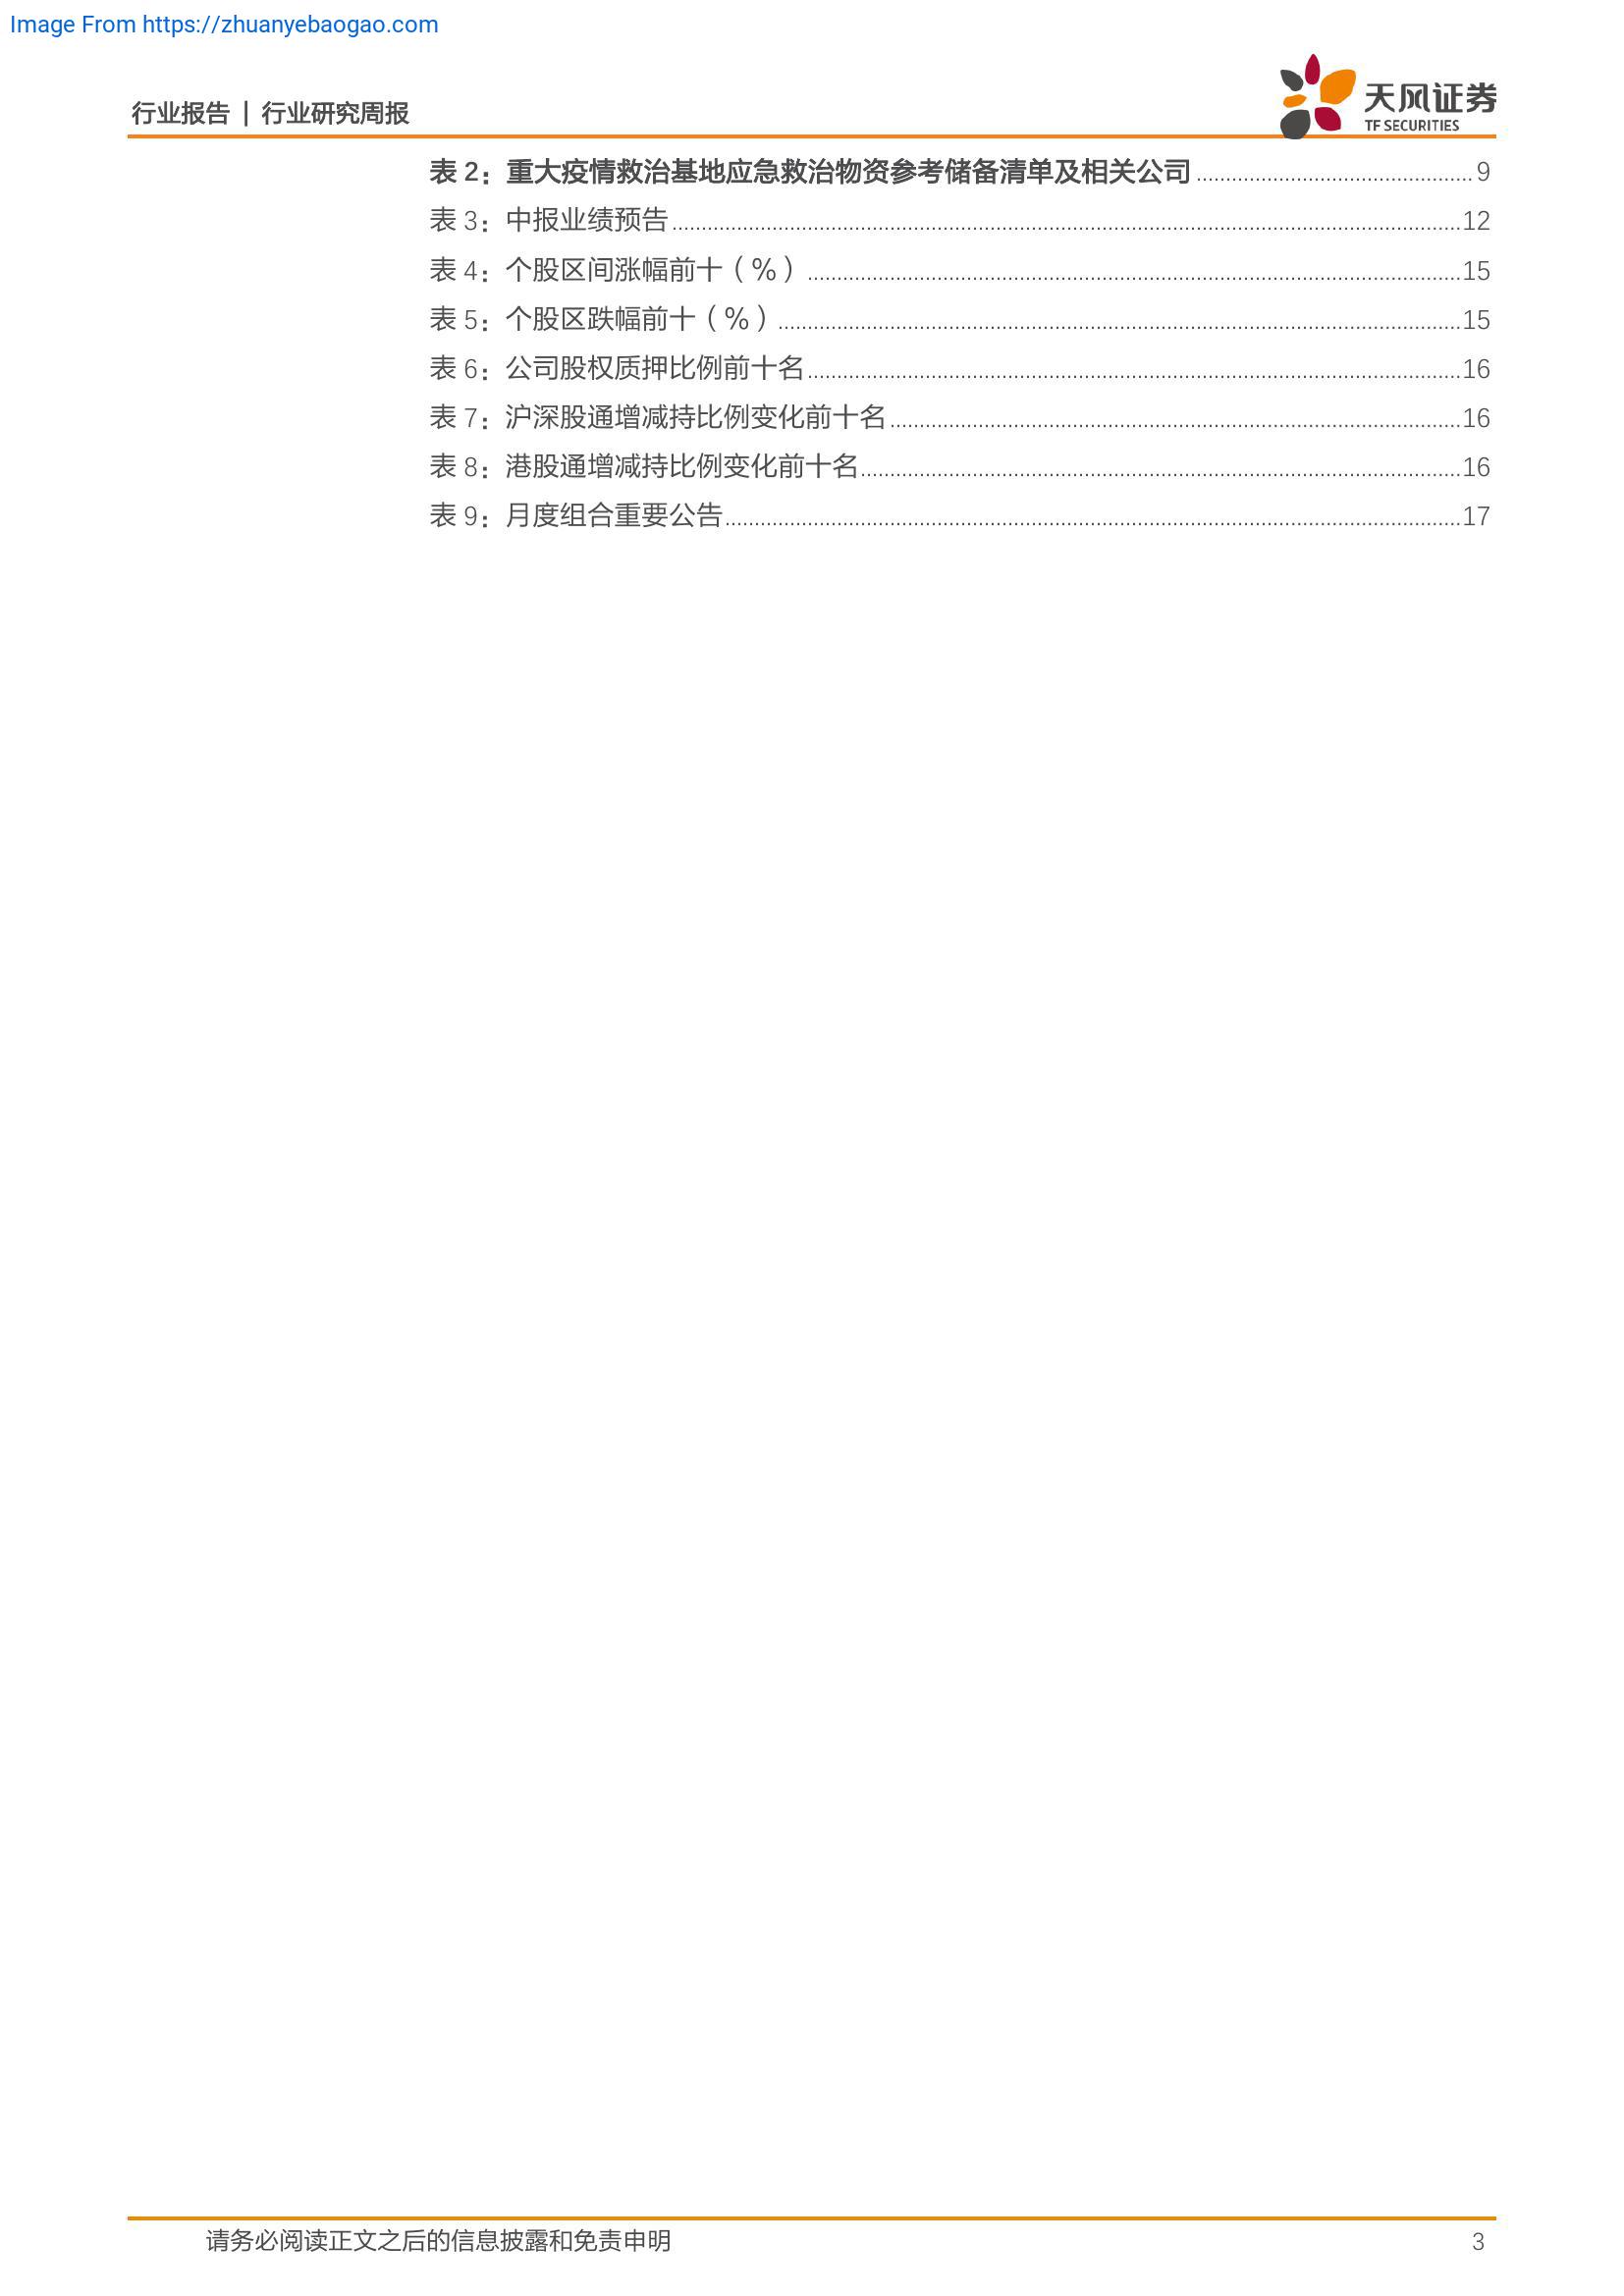 Image From https://zhuanyebaogao.com
行业报告 | 行业研究周报
天风证券
TF SECURITIES
表 2：重大疫情救治基地应急救治物资参考储备清单及相关公司 9
表 3：中报业绩预告 12
表 4：个股区间涨幅前十（%） 15
表 5：个股区跌幅前十（%） 15
表 6：公司股权质押比例前十名 16
表 7：沪深股通增减持比例变化前十名 16
表 8：港股通增减持比例变化前十名 16
表 9：月度组合重要公告 17
请务必阅读正文之后的信息披露和免责申明 3